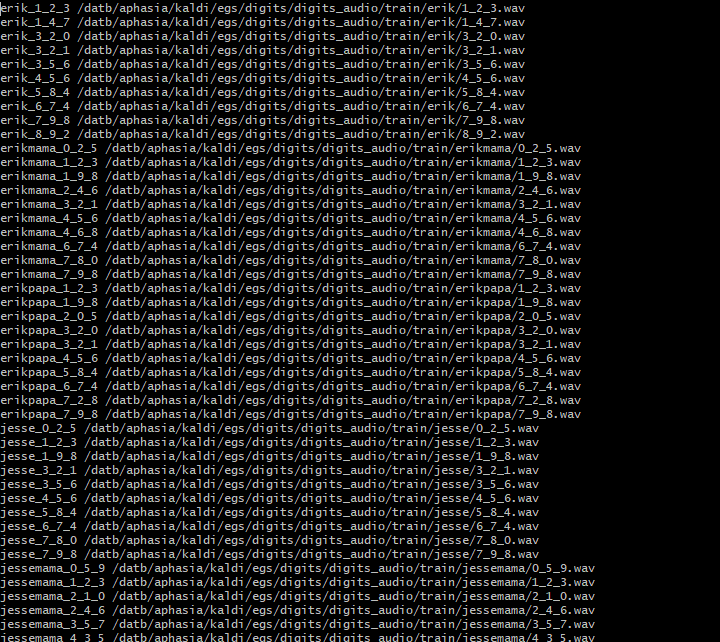 erik_1_2_3 /datb/aphasia/kaldi/egs/digits/digits_audio/train/erik/1_2_3.wav
erik_1_4_7 /datb/aphasia/kaldi/egs/digits/digits_audio/train/erik/1_4_7.wav
erik_3_2_0 /datb/aphasia/kaldi/egs/digits/digits_audio/train/erik/3_2_0.wav
erik_3_2_1 /datb/aphasia/kaldi/egs/digits/digits_audio/train/erik/3_2_1.wav
erik_3_5_6 /datb/aphasia/kaldi/egs/digits/digits_audio/train/erik/3_5_6.wav
erik_4_5_6 /datb/aphasia/kaldi/egs/digits/digits_audio/train/erik/4_5_6.wav
erik_5_8_4 /datb/aphasia/kaldi/egs/digits/digits_audio/train/erik/5_8_4.wav
erik_6_7_4 /datb/aphasia/kaldi/egs/digits/digits_audio/train/erik/6_7_4.wav
erik_7_9_8 /datb/aphasia/kaldi/egs/digits/digits_audio/train/erik/7_9_8.wav
erik_8_9_2 /datb/aphasia/kaldi/egs/digits/digits_audio/train/erik/8_9_2.wav
erikmama_0_2_5 /datb/aphasia/kaldi/egs/digits/digits_audio/train/erikmama/0_2_5.wav
erikmama_1_2_3 /datb/aphasia/kaldi/egs/digits/digits_audio/train/erikmama/1_2_3.wav
erikmama_1_9_8 /datb/aphasia/kaldi/egs/digits/digits_audio/train/erikmama/1_9_8.wav
erikmama_2_4_6 /datb/aphasia/kaldi/egs/digits/digits_audio/train/erikmama/2_4_6.wav
erikmama_3_2_1 /datb/aphasia/kaldi/egs/digits/digits_audio/train/erikmama/3_2_1.wav
erikmama_4_5_6 /datb/aphasia/kaldi/egs/digits/digits_audio/train/erikmama/4_5_6.wav
erikmama_4_6_8 /datb/aphasia/kaldi/egs/digits/digits_audio/train/erikmama/4_6_8.wav
erikmama_6_7_4 /datb/aphasia/kaldi/egs/digits/digits_audio/train/erikmama/6_7_4.wav
erikmama_7_8_0 /datb/aphasia/kaldi/egs/digits/digits_audio/train/erikmama/7_8_0.wav
erikmama_7_9_8 /datb/aphasia/kaldi/egs/digits/digits_audio/train/erikmama/7_9_8.wav
erikpapa_1_2_3 /datb/aphasia/kaldi/egs/digits/digits_audio/train/erikpapa/1_2_3.wav
erikpapa_1_9_8 /datb/aphasia/kaldi/egs/digits/digits_audio/train/erikpapa/1_9_8.wav
erikpapa_2_0_5 /datb/aphasia/kaldi/egs/digits/digits_audio/train/erikpapa/2_0_5.wav
erikpapa_3_2_0 /datb/aphasia/kaldi/egs/digits/digits_audio/train/erikpapa/3_2_0.wav
erikpapa_3_2_1 /datb/aphasia/kaldi/egs/digits/digits_audio/train/erikpapa/3_2_1.wav
erikpapa_4_5_6 /datb/aphasia/kaldi/egs/digits/digits_audio/train/erikpapa/4_5_6.wav
erikpapa_5_8_4 /datb/aphasia/kaldi/egs/digits/digits_audio/train/erikpapa/5_8_4.wav
erikpapa_6_7_4 /datb/aphasia/kaldi/egs/digits/digits_audio/train/erikpapa/6_7_4.wav
erikpapa_7_2_8 /datb/aphasia/kaldi/egs/digits/digits_audio/train/erikpapa/7_2_8.wav
erikpapa_7_9_8 /datb/aphasia/kaldi/egs/digits/digits_audio/train/erikpapa/7_9_8.wav
jesse_0_2_5 /datb/aphasia/kaldi/egs/digits/digits_audio/train/jesse/0_2_5.wav
jesse_1_2_3 /datb/aphasia/kaldi/egs/digits/digits_audio/train/jesse/1_2_3.wav
jesse_1_9_8 /datb/aphasia/kaldi/egs/digits/digits_audio/train/jesse/1_9_8.wav
jesse_3_2_1 /datb/aphasia/kaldi/egs/digits/digits_audio/train/jesse/3_2_1.wav
jesse_3_5_6 /datb/aphasia/kaldi/egs/digits/digits_audio/train/jesse/3_5_6.wav
jesse_4_5_6 /datb/aphasia/kaldi/egs/digits/digits_audio/train/jesse/4_5_6.wav
jesse_5_8_4 /datb/aphasia/kaldi/egs/digits/digits_audio/train/jesse/5_8_4.wav
jesse_6_7_4 /datb/aphasia/kaldi/egs/digits/digits_audio/train/jesse/6_7_4.wav
jesse_7_8_0 /datb/aphasia/kaldi/egs/digits/digits_audio/train/jesse/7_8_0.wav
jesse_7_9_8 /datb/aphasia/kaldi/egs/digits/digits_audio/train/jesse/7_9_8.wav
jessemama_0_5_9 /datb/aphasia/kaldi/egs/digits/digits_audio/train/jessemama/0_5_9.wav
jessemama_1_2_3 /datb/aphasia/kaldi/egs/digits/digits_audio/train/jessemama/1_2_3.wav
jessemama_2_1_0 /datb/aphasia/kaldi/egs/digits/digits_audio/train/jessemama/2_1_0.wav
jessemama_2_4_6 /datb/aphasia/kaldi/egs/digits/digits_audio/train/jessemama/2_4_6.wav
jessemama_3_5_7 /datb/aphasia/kaldi/egs/digits/digits_audio/train/jessemama/3_5_7.wav
jessemama_4_3_5 /datb/aphasia/kaldi/egs/digits/digits_audio/train/jessemama/4_3_5.wav